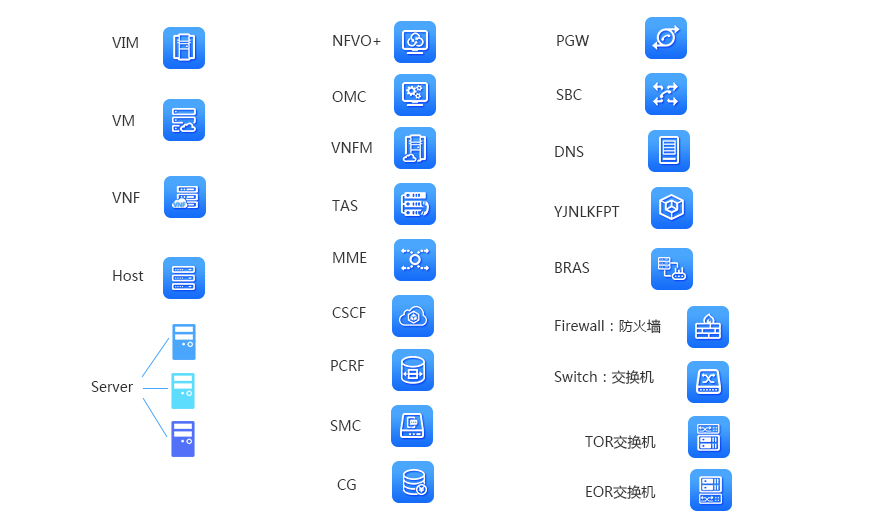 VIM
VM
VNF
Host
Server
NFVO+
OMC
VNFM
TAS
MME
CSCF
PCRF
SMC
CG
PGW
SBC
DNS
YJNLKFPT
BRAS
Firewall：防火墙
Switch：交换机
TOR交换机
EOR交换机
VNF